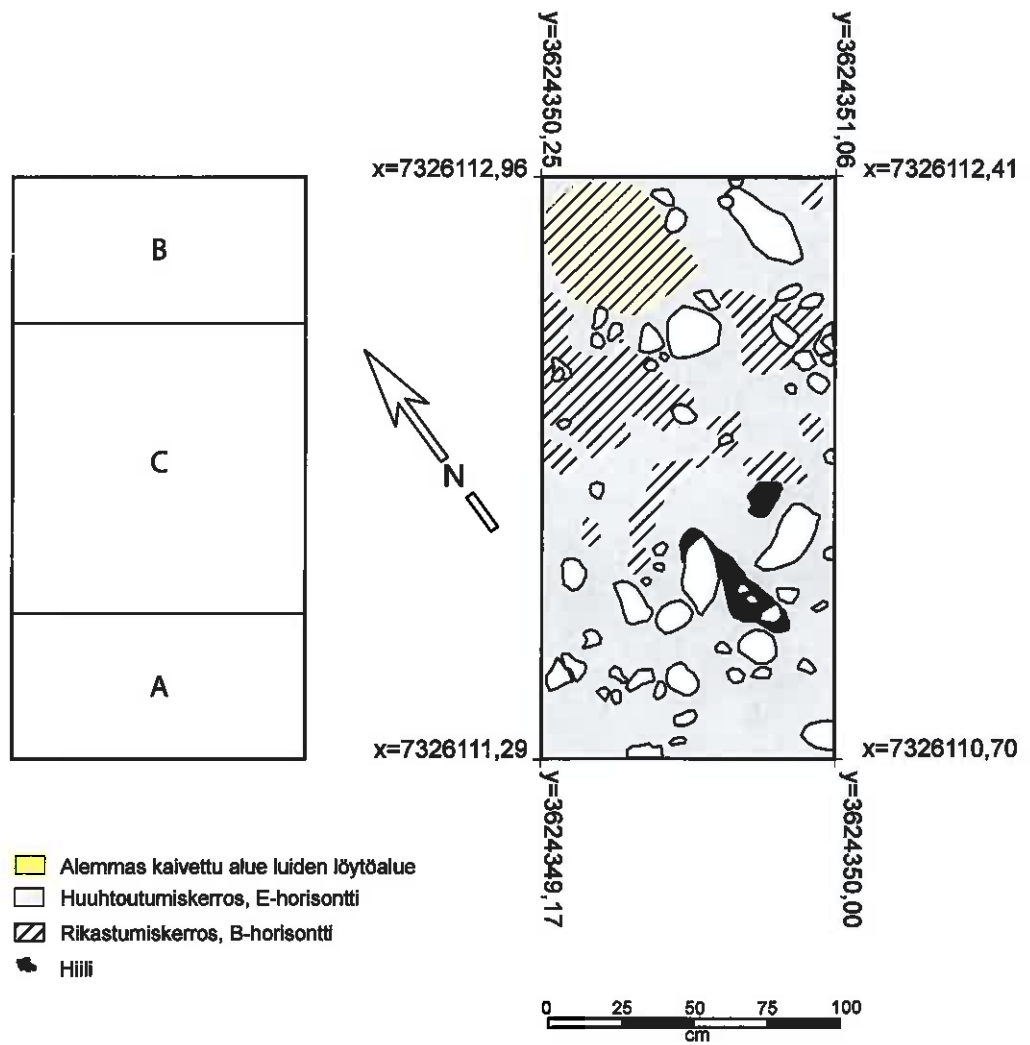 y=3624350,25
y=3624351,06
x=7326112,96
x=7326112,41
B
C
N
A
x=7326111,29
x=7326110,70
y=3624349,17
y=3624350,00
Alemmas kaivettu alue luiden löytöalue
Huuhtoutumiskerros, E-horisontti
Rikastumiskerros, B-horisontti
Hiili
0 25 50 75 100
cm